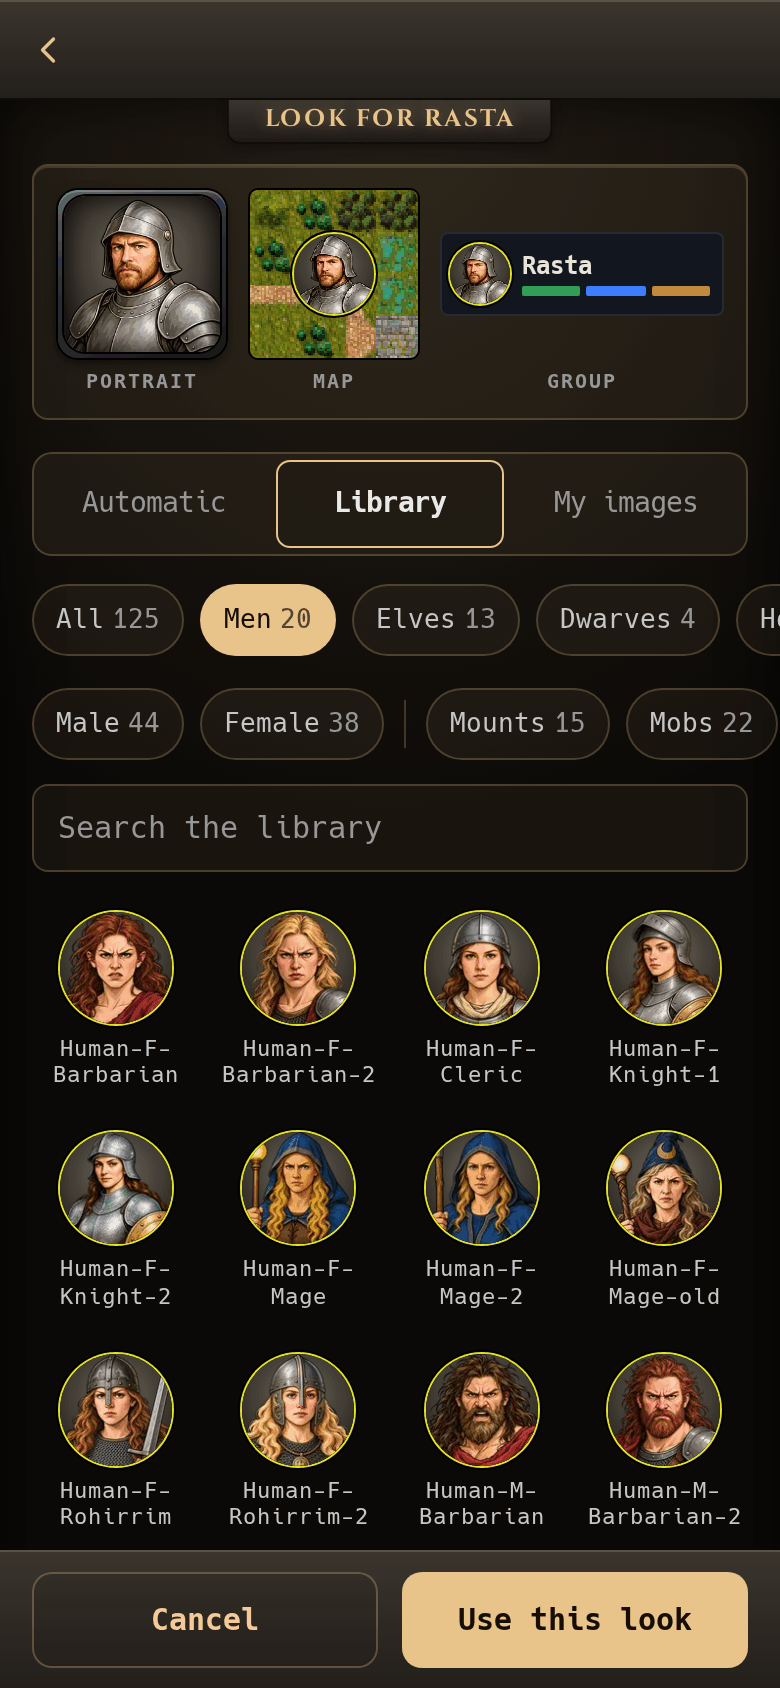 LOOK FOR RASTA
Rasta
PORTRAIT
MAP
GROUP
Automatic
Library
My images
All 125
Men 20
Elves 13
Dwarves 4
Male 44
Female 38
Mounts 15
Mobs 22
Search the library
Human-F-
Barbarian
Human-F-
Barbarian-2
Human-F-
Cleric
Human-F-
Knight-1
Human-F-
Knight-2
Human-F-
Mage
Human-F-
Mage-2
Human-F-
Mage-old
Human-F-
Rohirrim
Human-F-
Rohirrim-2
Human-M-
Barbarian
Human-M-
Barbarian-2
Cancel
Use this look